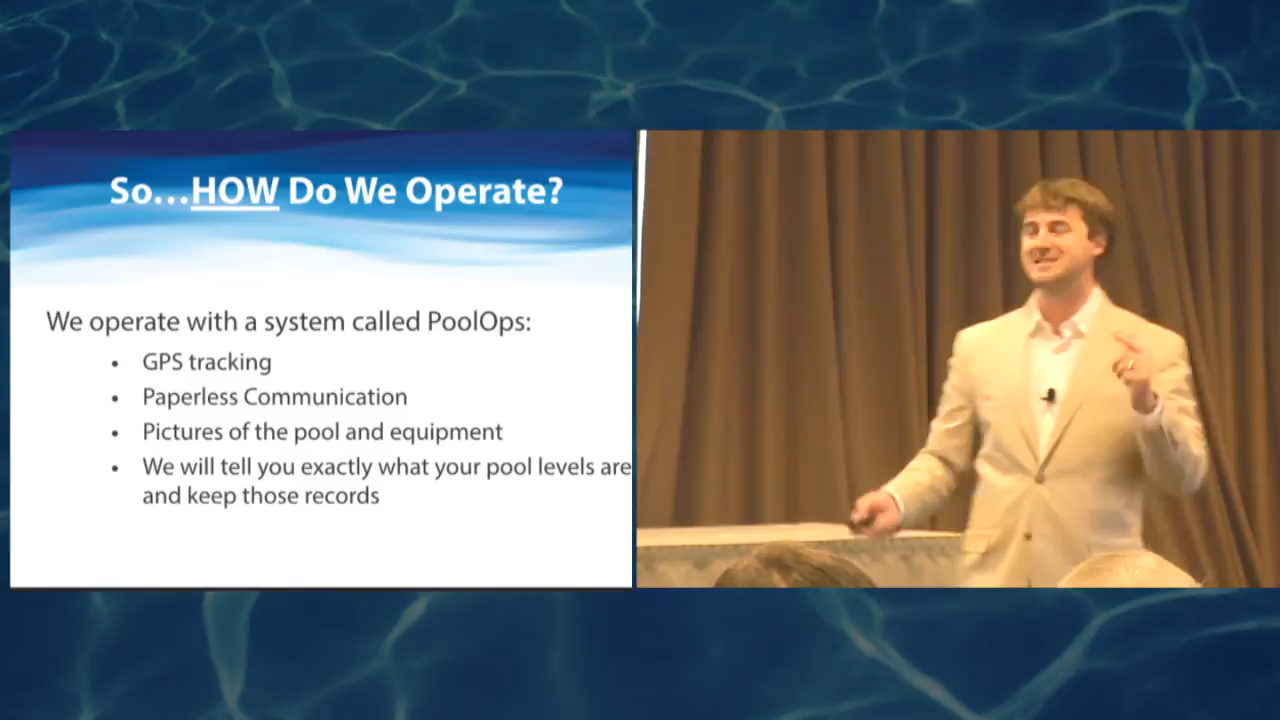 So…HOW Do We Operate?
We operate with a system called PoolOps:
• GPS tracking
• Paperless Communication
• Pictures of the pool and equipment
• We will tell you exactly what your pool levels are
and keep those records